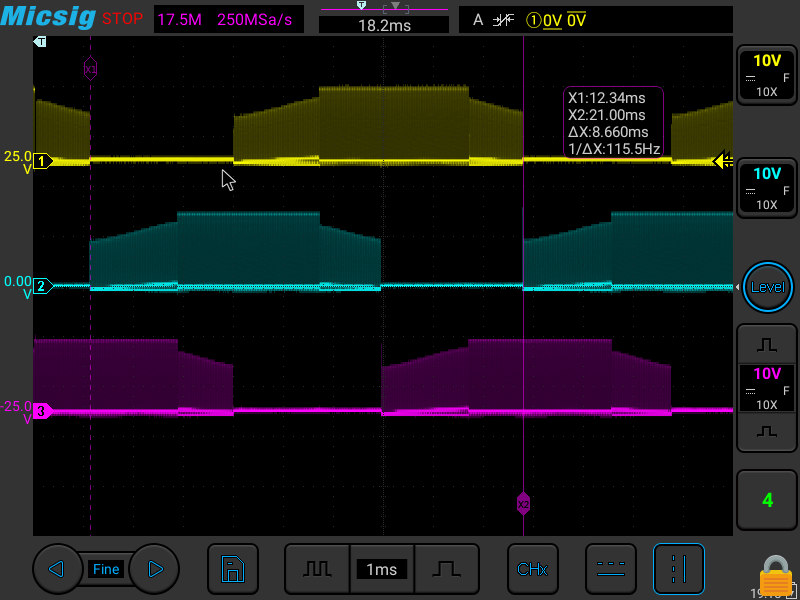 Micsig STOP 17.5M 250MSa/s T 18.2ms A 1 0V 0V
T
X1
10V
F
10X
X1:12.34ms
X2:21.00ms
ΔX:8.660ms
1/ΔX:115.5Hz
25.0
V
1
10V
F
10X
0.00
V
2
Level
10V
F
10X
-25.0
V
3
X2
4
Fine
1ms
CHx